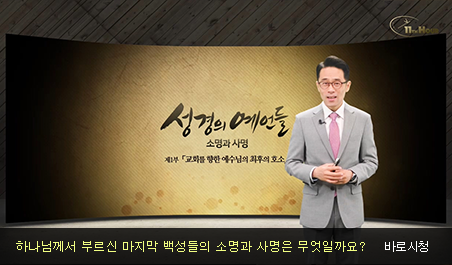 11th Hour
성경의 예언들
소명과 사명
제1부 「교회를 향한 예수님의 최후의 호소
하나님께서 부르신 마지막 백성들의 소명과 사명은 무엇일까요? 바로시청